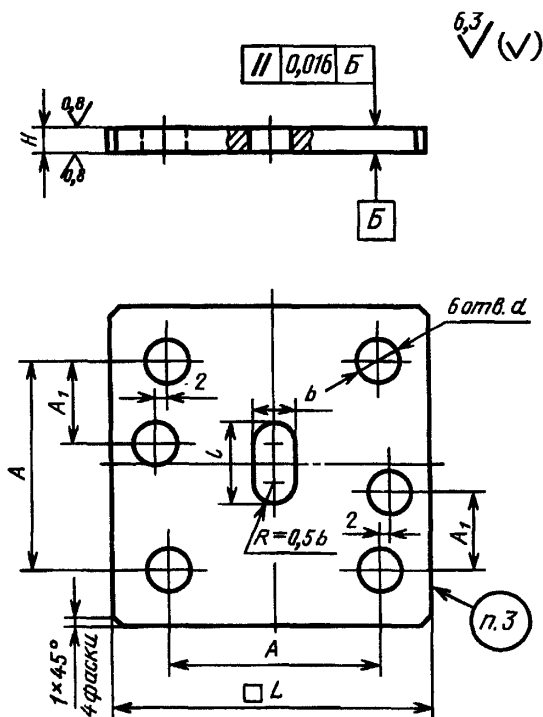 6,3 (√)
// 0,016 Б
0,8
H
0,8
Б
6 отв. d
2
b
A₁
A
l
2
A₁
R=0,5b
п.3
1×45°
4 фаски
A
□ L